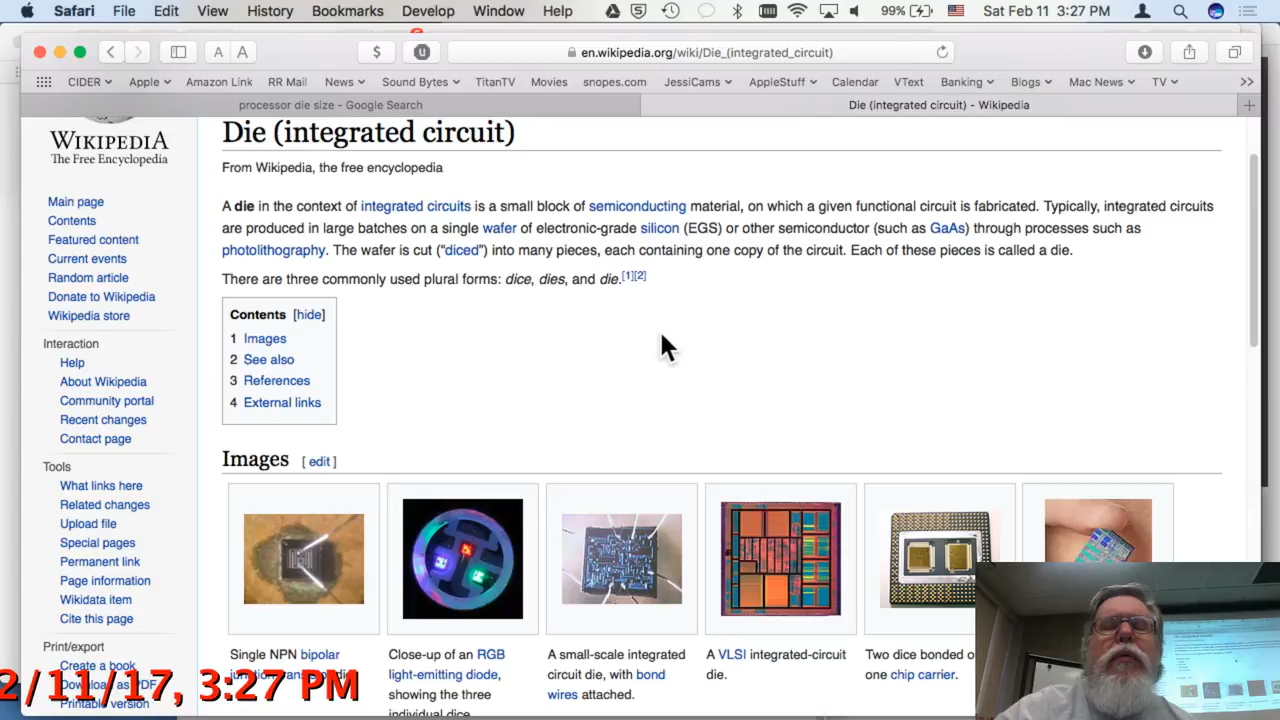 Safari File Edit View History Bookmarks Develop Window Help 99% Sat Feb 11 3:27 PM
A A $ en.wikipedia.org/wiki/Die_(integrated_circuit)
CIDER Apple Amazon Link RR Mail News Sound Bytes TitanTV Movies snopes.com JessiCams AppleStuff Calendar VText Banking Blogs Mac News TV
processor die size - Google Search Die (integrated circuit) - Wikipedia
WIKIPEDIA
The Free Encyclopedia
Main page
Contents
Featured content
Current events
Random article
Donate to Wikipedia
Wikipedia store
Interaction
Help
About Wikipedia
Community portal
Recent changes
Contact page
Tools
What links here
Related changes
Upload file
Special pages
Permanent link
Page information
Wikidata item
Cite this page
Print/export
Create a book
Printable version
Die (integrated circuit)
From Wikipedia, the free encyclopedia
A die in the context of integrated circuits is a small block of semiconducting material, on which a given functional circuit is fabricated. Typically, integrated circuits
are produced in large batches on a single wafer of electronic-grade silicon (EGS) or other semiconductor (such as GaAs) through processes such as
photolithography. The wafer is cut (“diced”) into many pieces, each containing one copy of the circuit. Each of these pieces is called a die.
There are three commonly used plural forms: dice, dies, and die.[1][2]
Contents [hide]
1 Images
2 See also
3 References
4 External links
Images [ edit ]
Single NPN bipolar
Close-up of an RGB
light-emitting diode,
showing the three
individual dice
A small-scale integrated
circuit die, with bond
wires attached.
A VLSI integrated-circuit
die.
Two dice bonded
one chip carrier.
2/11/17, 3:27 PM